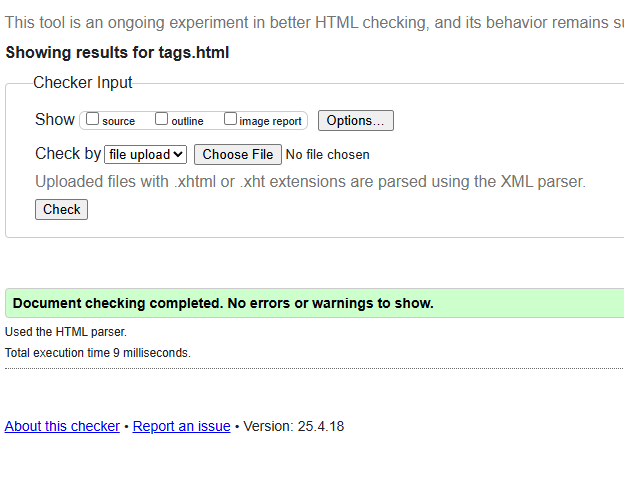 This tool is an ongoing experiment in better HTML checking, and its behavior remains
Showing results for tags.html
Checker Input
Show source outline image report Options...
Check by file upload Choose File No file chosen
Uploaded files with .xhtml or .xht extensions are parsed using the XML parser.
Check
Document checking completed. No errors or warnings to show.
Used the HTML parser.
Total execution time 9 milliseconds.
About this checker • Report an issue • Version: 25.4.18